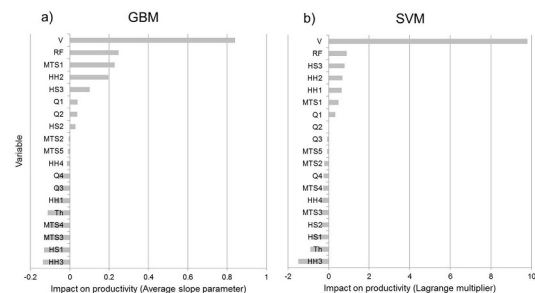 a) GBM
V
RF
MTS1
HH2
HS3
Q1
Q2
HS2
MTS2
MTS5
HH4
Q4
Q3
HH1
Th
MTS4
MTS3
HS1
HH3
Variable
-0.2 0 0.2 0.4 0.6 0.8 1
Impact on productivity (Average slope parameter)
b) SVM
V
RF
HS3
HH2
HH1
MTS1
Q1
Q2
Q3
MTS5
MTS2
Q4
MTS4
HH4
MTS3
HS2
HS1
Th
HH3
-2 0 2 4 6 8 10
Impact on productivity (Lagrange multiplier)